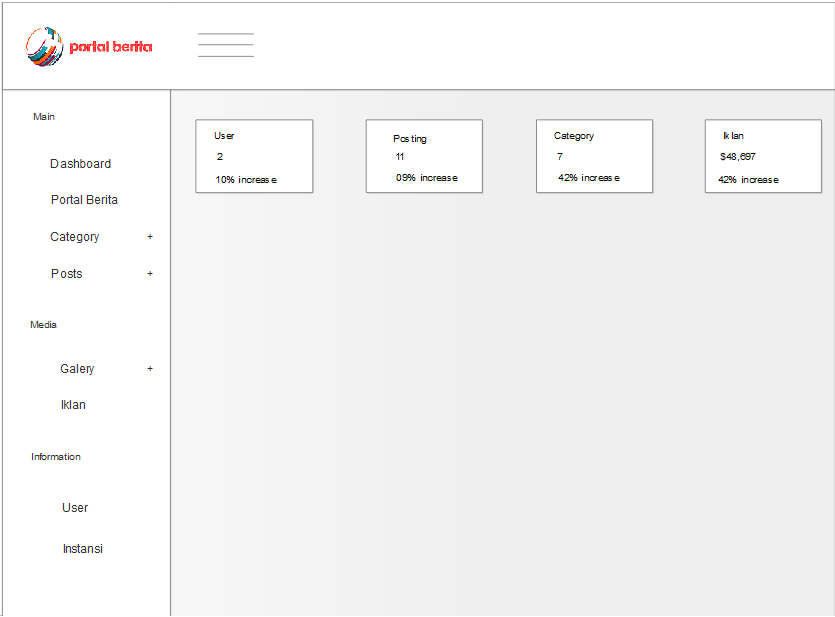 portal berita
Main
Dashboard
Portal Berita
Category +
Posts +
Media
Galery +
Iklan
Information
User
Instansi
User
2
10% increase
Posting
11
09% increase
Category
7
42% increase
Iklan
$48,697
42% increase